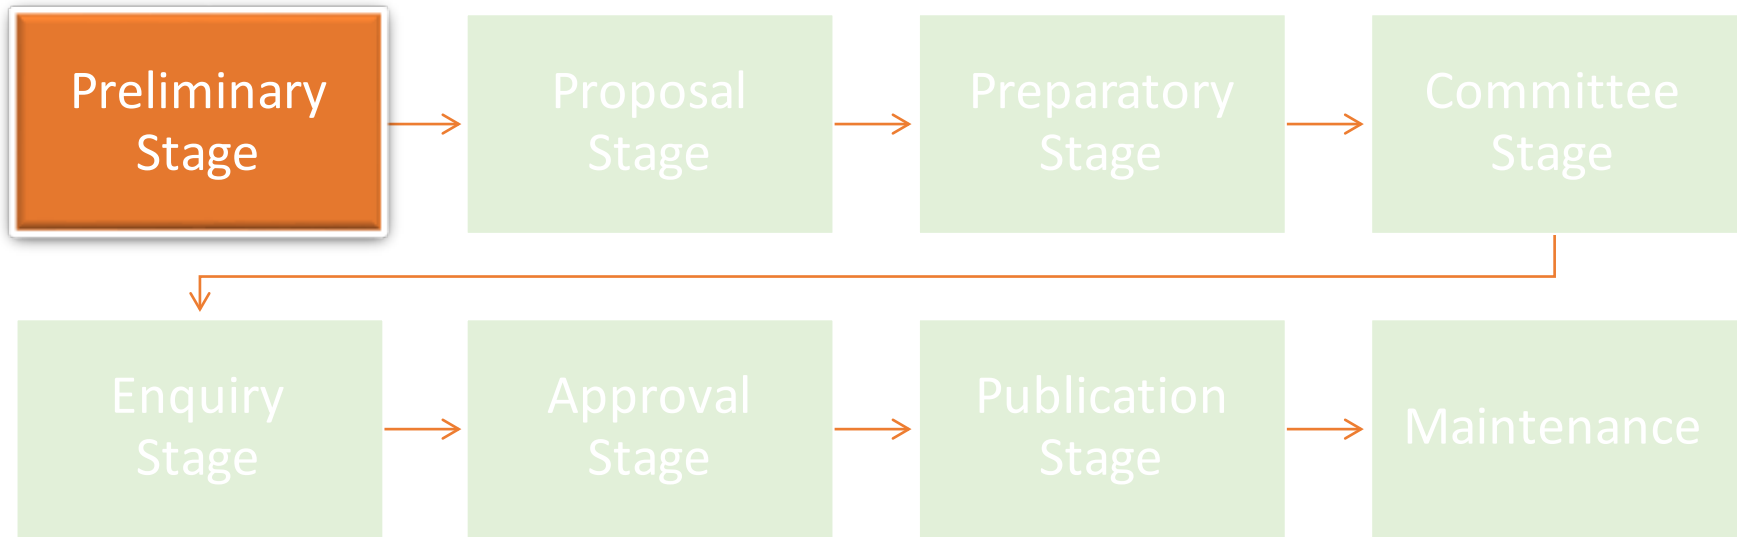 Preliminary
Stage
Proposal
Stage
Preparatory
Stage
Committee
Stage
Enquiry
Stage
Approval
Stage
Publication
Stage
Maintenance